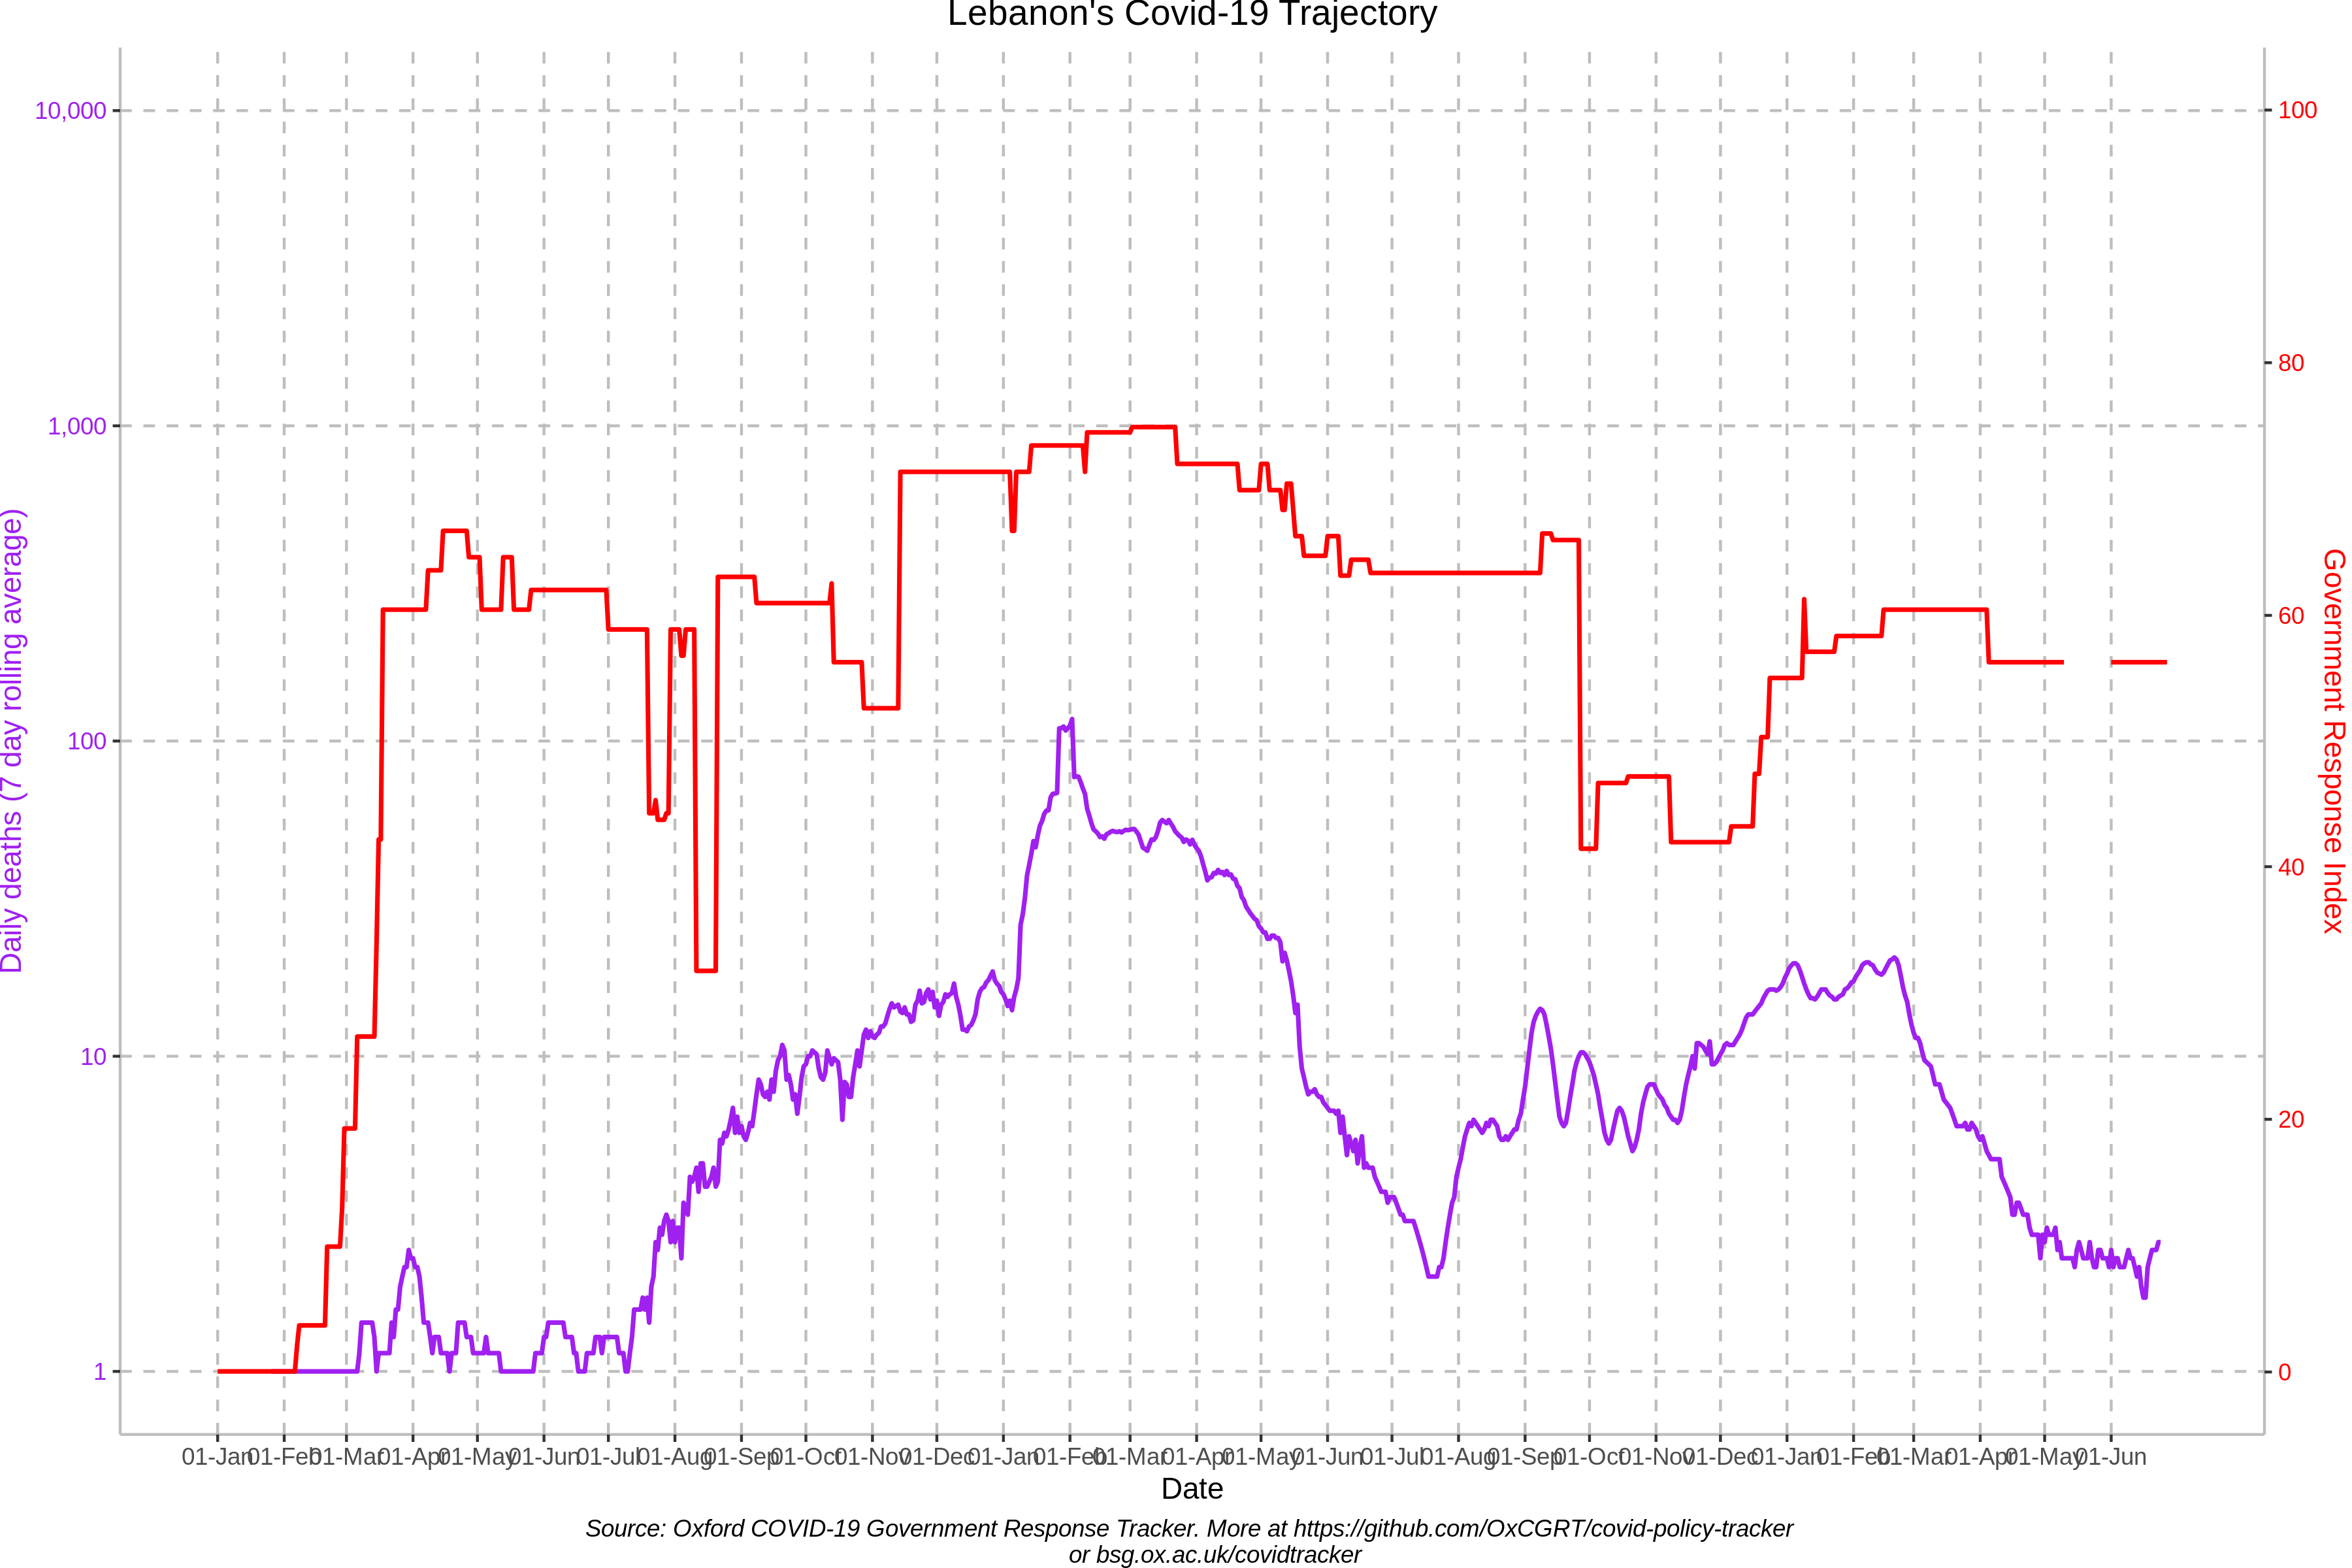 Lebanon's Covid-19 Trajectory
10,000
1,000
100
10
1
Daily deaths (7 day rolling average)
100
80
60
40
20
0
Government Response Index
01-Jan 01-Feb 01-Mar 01-Apr 01-May 01-Jun 01-Jul 01-Aug 01-Sep 01-Oct 01-Nov 01-Dec 01-Jan 01-Feb 01-Mar 01-Apr 01-May 01-Jun 01-Jul 01-Aug 01-Sep 01-Oct 01-Nov 01-Dec 01-Jan 01-Feb 01-Mar 01-Apr 01-May 01-Jun
Date
Source: Oxford COVID-19 Government Response Tracker. More at https://github.com/OxCGRT/covid-policy-tracker
or bsg.ox.ac.uk/covidtracker